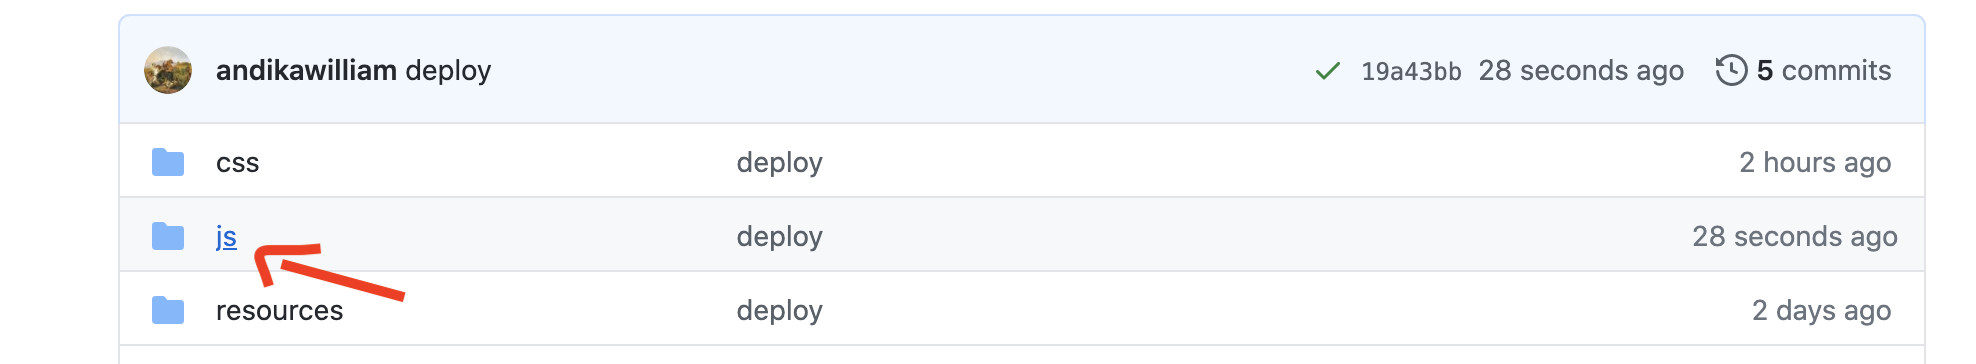 andikawilliam deploy 19a43bb 28 seconds ago 5 commits
css deploy 2 hours ago
js deploy 28 seconds ago
resources deploy 2 days ago